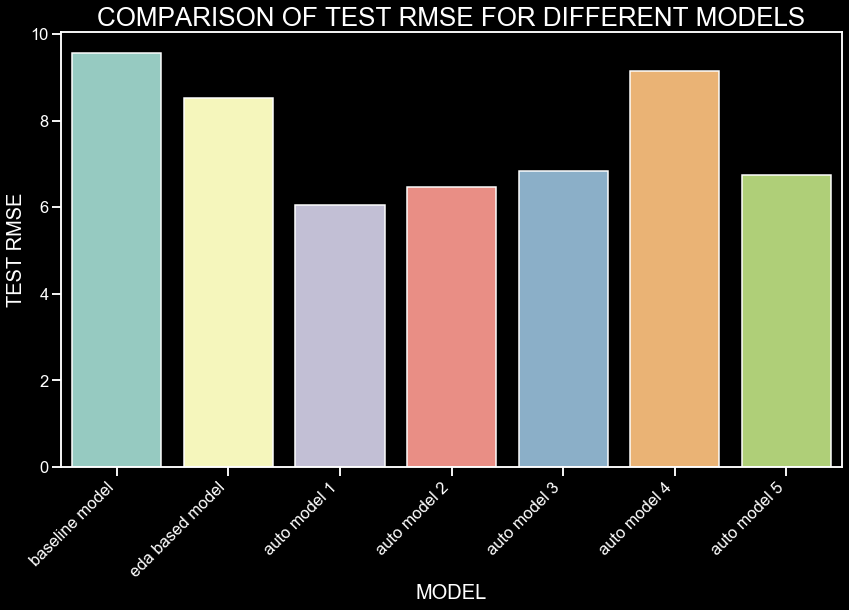 COMPARISON OF TEST RMSE FOR DIFFERENT MODELS
10
8
6
4
2
0
TEST RMSE
baseline model
eda based model
auto model 1
auto model 2
auto model 3
auto model 4
auto model 5
MODEL